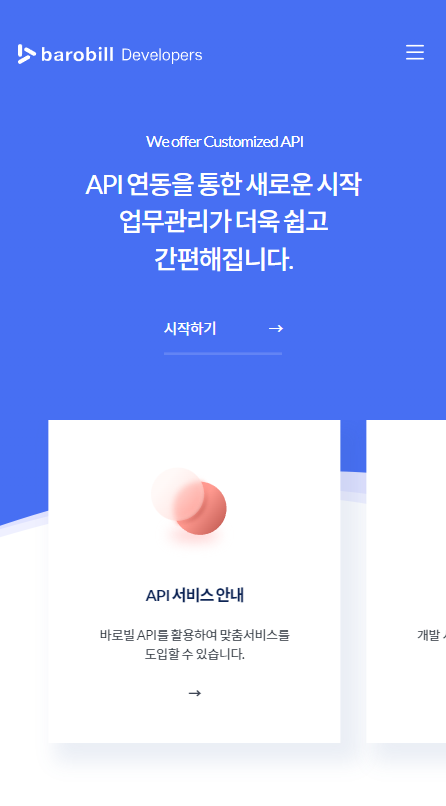 barobill Developers
We offer Customized API
API 연동을 통한 새로운 시작
업무관리가 더욱 쉽고
간편해집니다.
시작하기 →
API 서비스 안내
바로빌 API를 활용하여 맞춤서비스를
도입할 수 있습니다.
→
개발